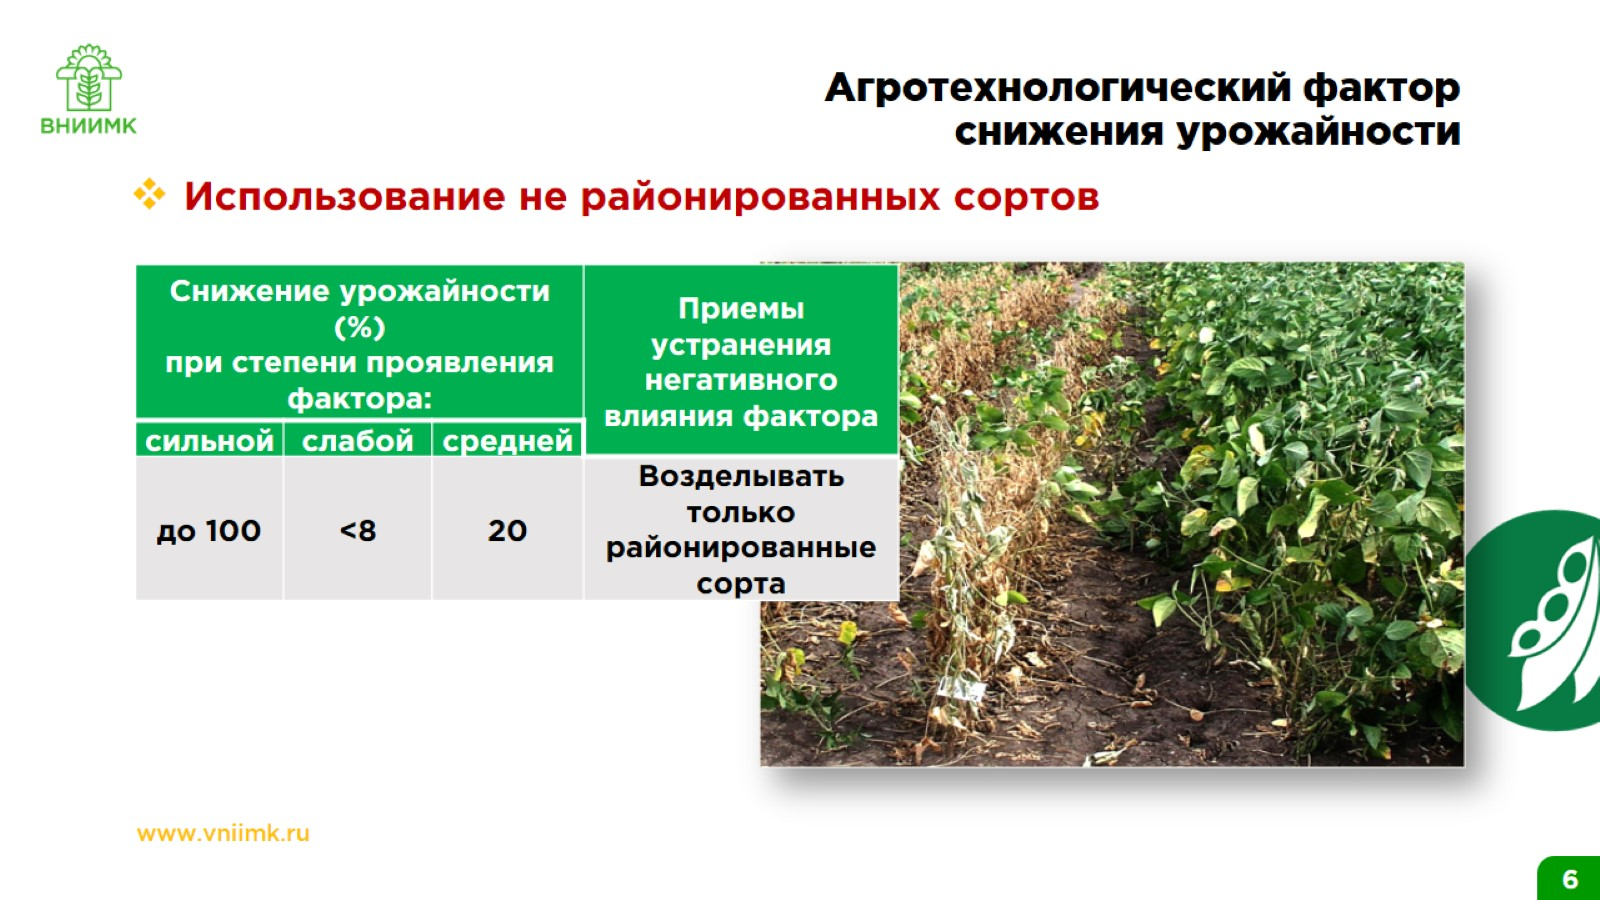 ВНИИМК
Агротехнологический фактор
снижения урожайности
Использование не районированных сортов
Снижение урожайности
(%)
при степени проявления
фактора:
Приемы
устранения
негативного
влияния фактора
сильной слабой средней
до 100 <8 20
Возделывать
только
районированные
сорта
www.vniimk.ru
6